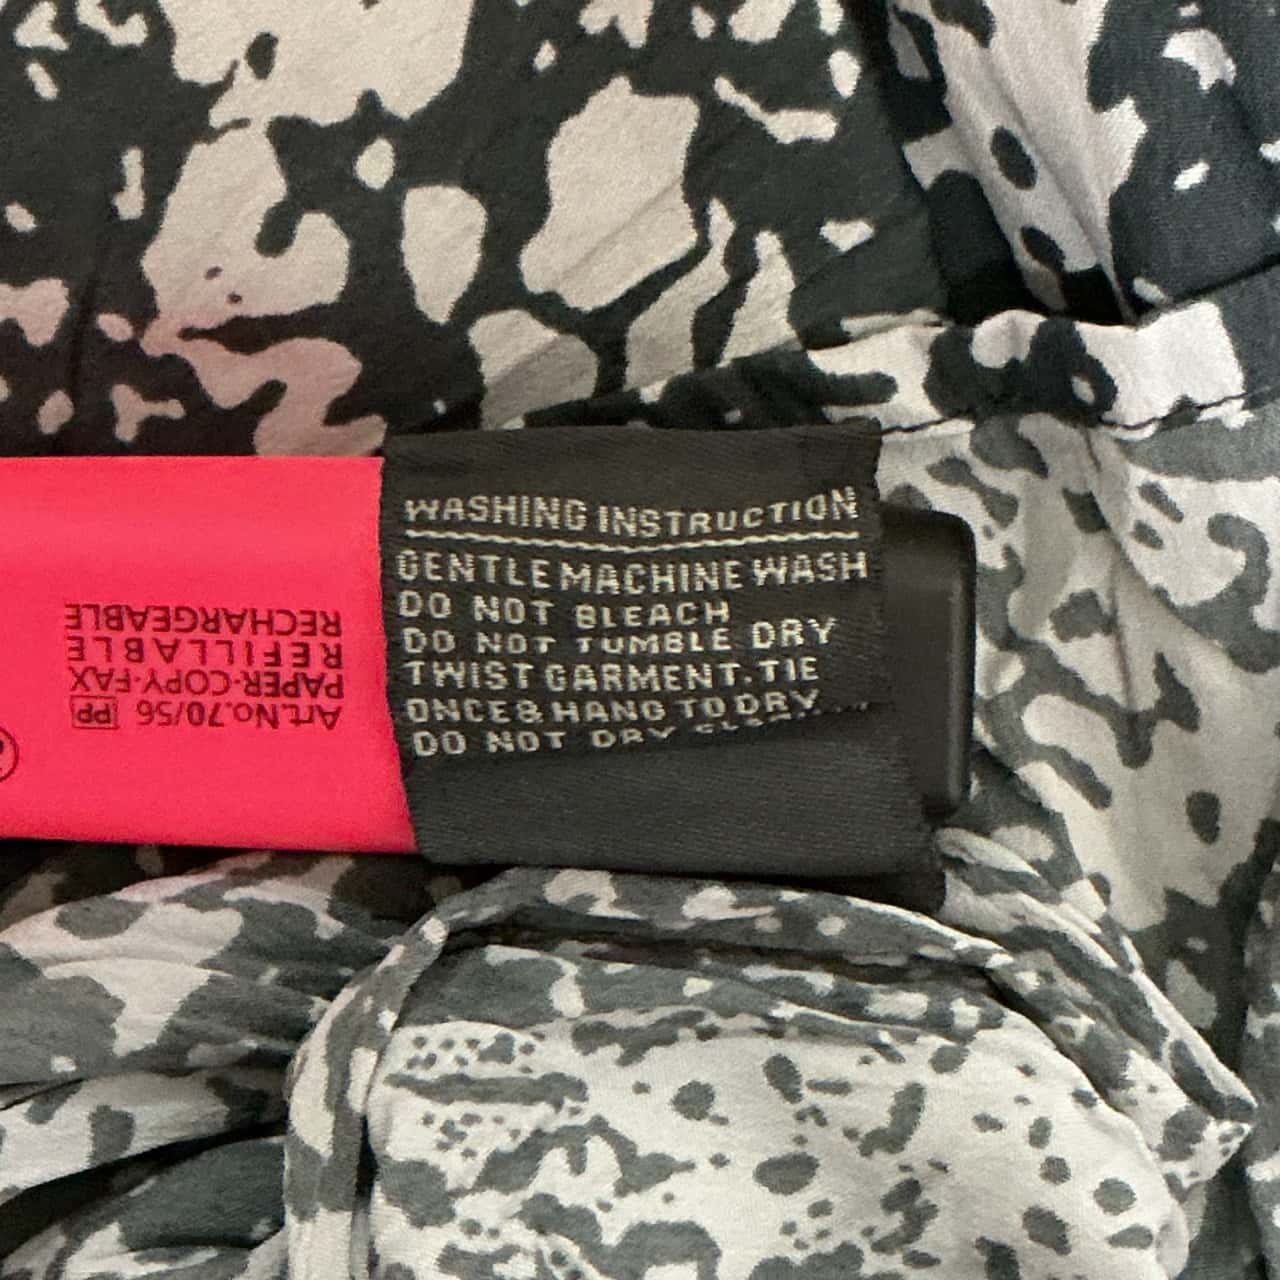 WASHING INSTRUCTION
GENTLE MACHINE WASH
DO NOT BLEACH
DO NOT TUMBLE DRY
TWIST GARMENT. TIE
ONCE & HANG TO DRY
DO NOT DRY
Art.No.70/56 PP
PAPER-COPY-FAX
REFILLABLE
RECHARGEABLE